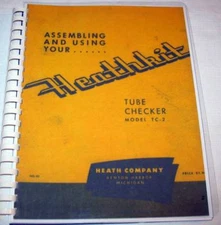 ASSEMBLING
AND USING
YOUR.......
Heathkit
TUBE
CHECKER
MODEL TC-2
HEATH COMPANY
BENTON HARBOR
MICHIGAN